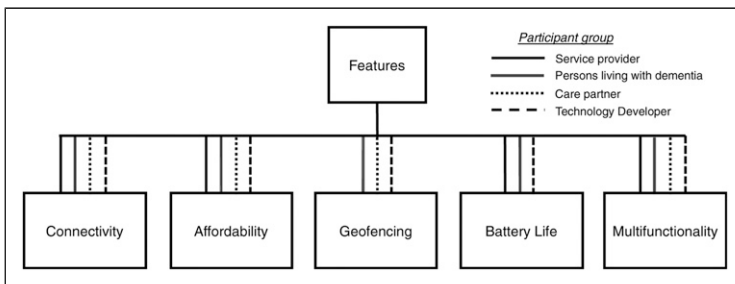 Participant group
Features
Service provider
Persons living with dementia
Care partner
Technology Developer
Connectivity
Affordability
Geofencing
Battery Life
Multifunctionality